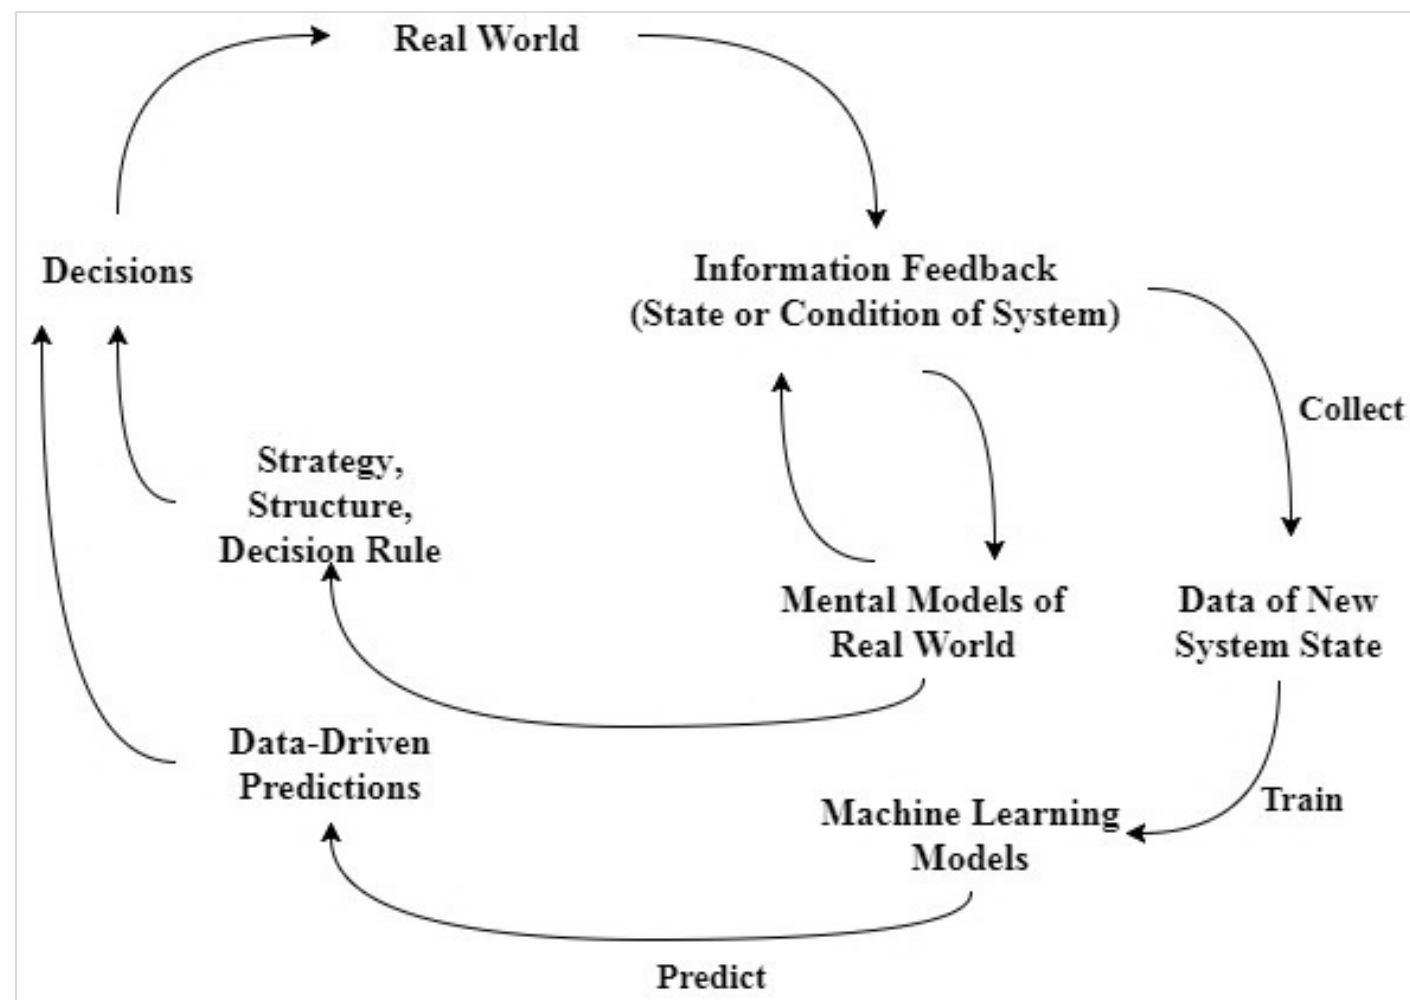 Real World
Decisions
Information Feedback
(State or Condition of System)
Collect
Strategy,
Structure,
Decision Rule
Mental Models of
Real World
Data of New
System State
Data-Driven
Predictions
Machine Learning
Models
Train
Predict